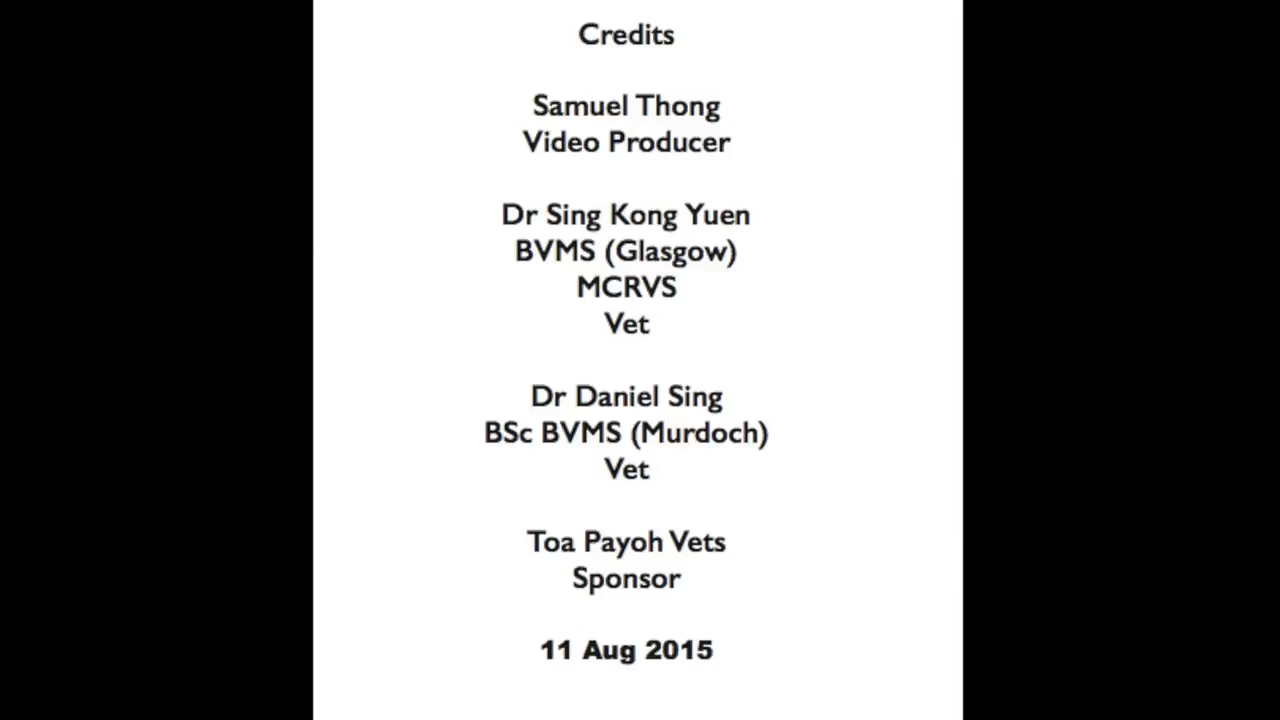 Credits
Samuel Thong
Video Producer
Dr Sing Kong Yuen
BVMS (Glasgow)
MCRVS
Vet
Dr Daniel Sing
BSc BVMS (Murdoch)
Vet
Toa Payoh Vets
Sponsor
11 Aug 2015